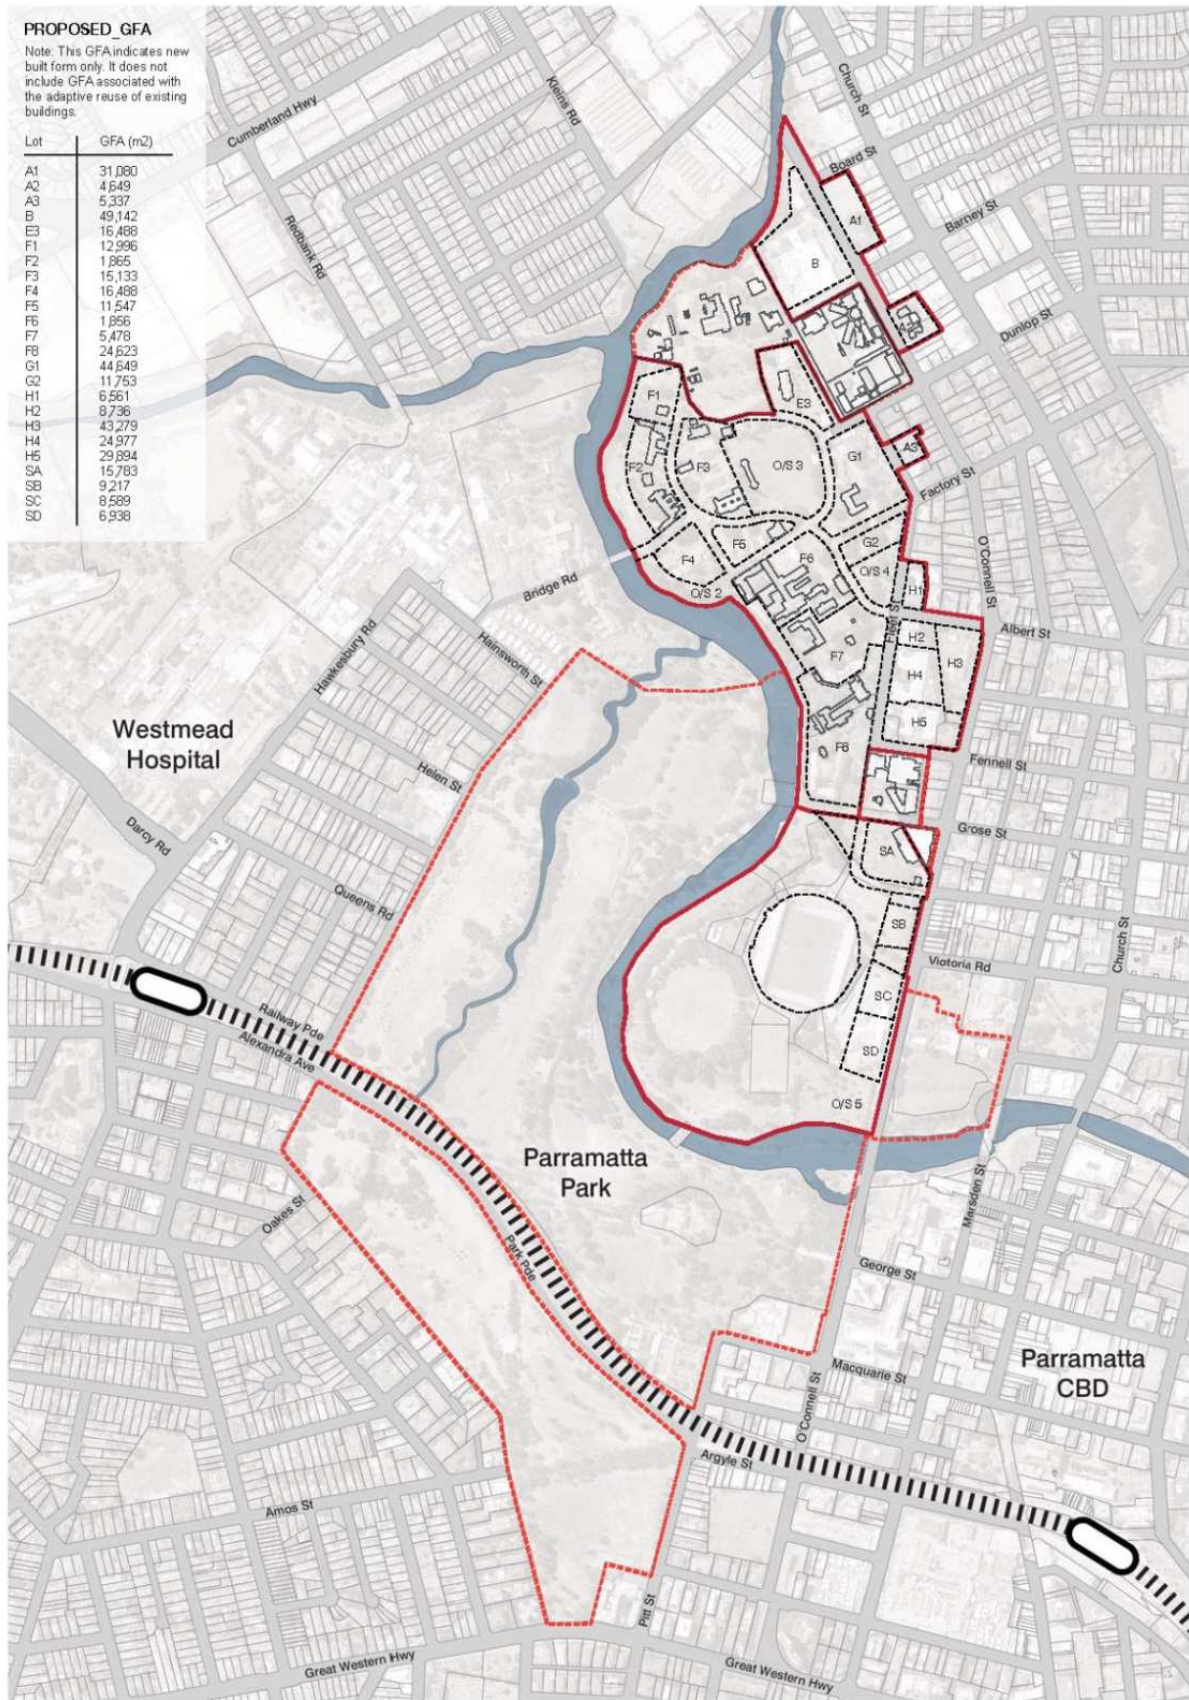 PROPOSED_GFA
Note: This GFA indicates new
built form only. It does not
include GFA associated with
the adaptive reuse of existing
buildings.
Lot GFA (m2)
A1 31,080
A2 4,649
A3 5,337
B 49,142
E3 16,488
F1 12,996
F2 1,865
F3 15,133
F4 16,488
F5 11,547
F6 1,856
F7 5,478
F8 24,623
G1 44,649
G2 11,753
H1 6,561
H2 8,736
H3 43,279
H4 24,977
H5 29,894
SA 15,783
SB 9,217
SC 8,589
SD 6,938
Cumberland Hwy
Kleins Rd
Redbank Rd
Church St
Board St
Barney St
Dunlop St
A1
B
A2
E3
A3
F1
F2
F3
O/S 3
G1
Factory St
F4
F5
F6
G2
O/S 4
O/S 2
H1
O'Connell St
Bridge Rd
Fleet St
Albert St
H2
H3
H4
H5
F7
F8
Hawkesbury Rd
Hainsworth St
Westmead
Hospital
Helen St
Fennell St
Darcy Rd
Grose St
SA
Queens Rd
SB
Victoria Rd
Church St
SC
SD
Railway Pde
Alexandra Ave
O/S 5
Parramatta
Park
Marsden St
Oakes St
Park Pde
George St
Macquarie St
Parramatta
CBD
O'Connell St
Argyle St
Amos St
Pitt St
Great Western Hwy
Great Western Hwy